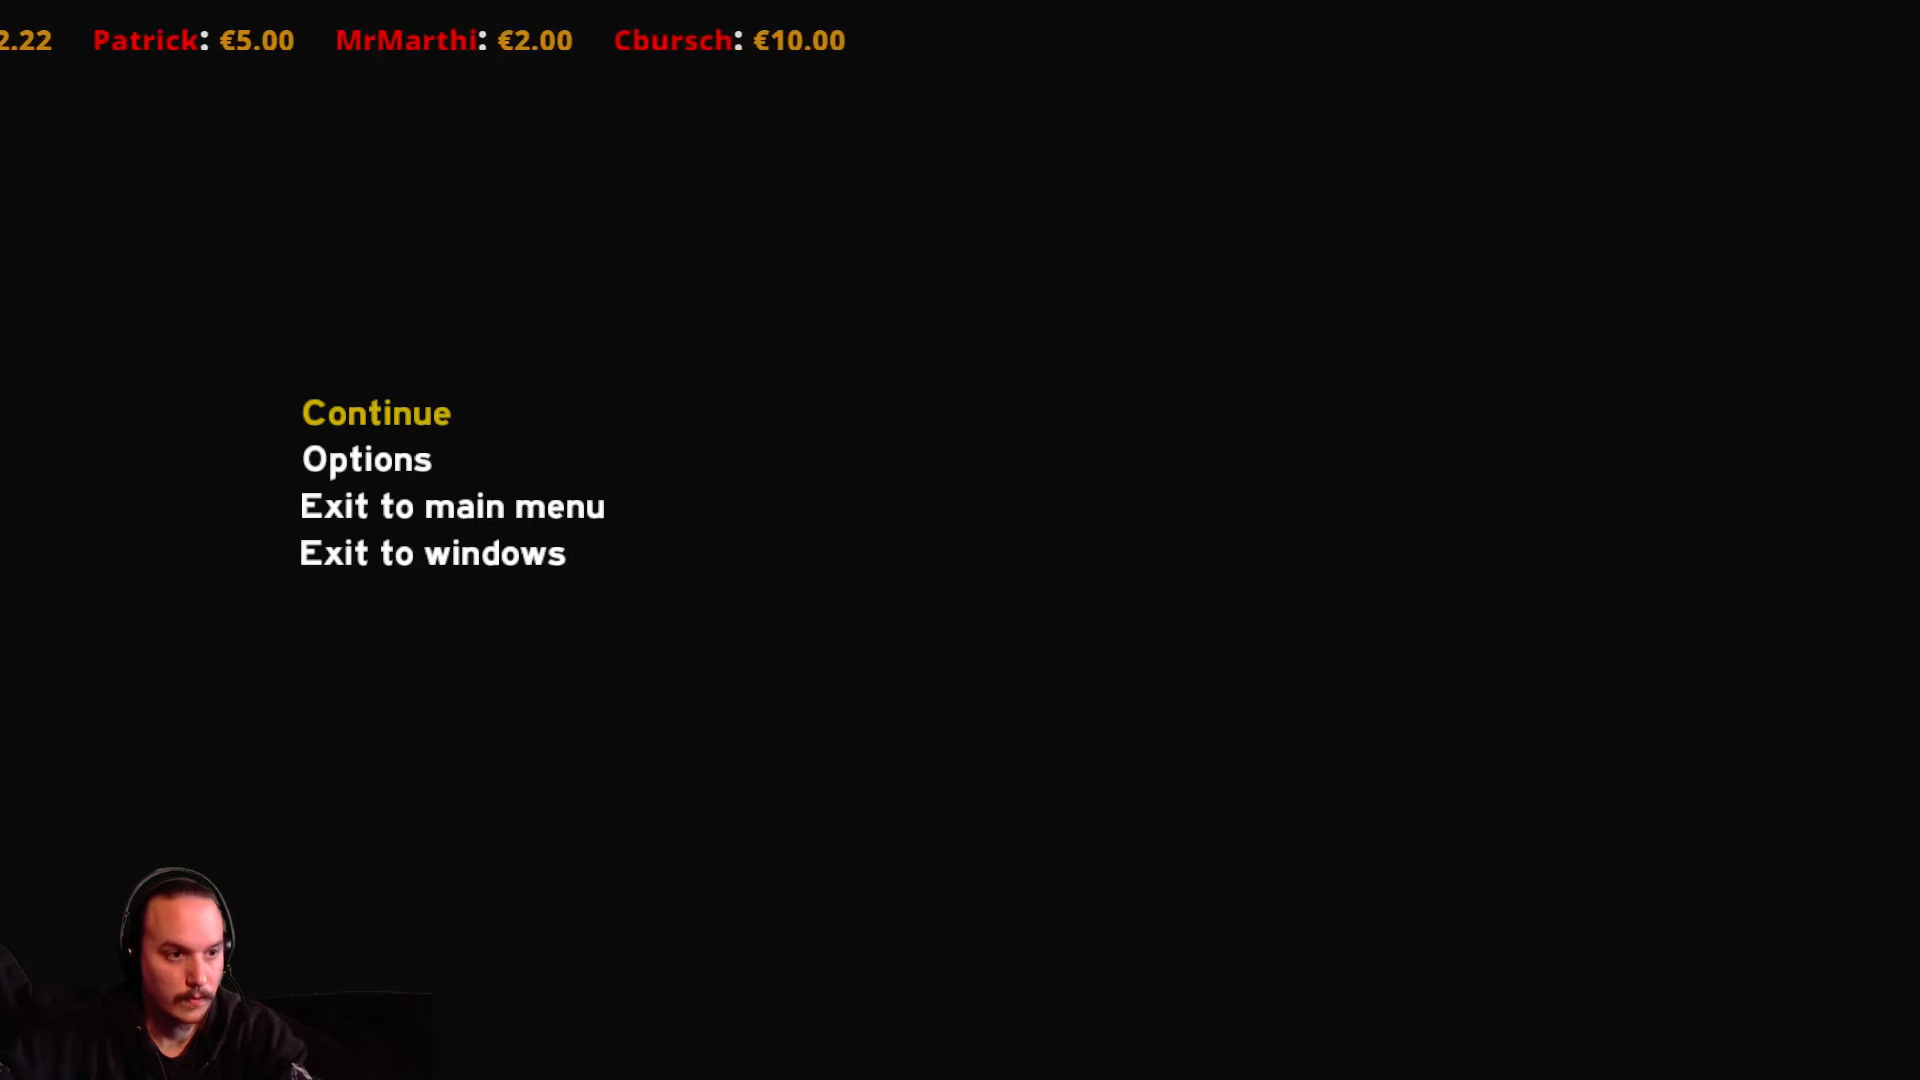 2.22 Patrick: €5.00 MrMarthi: €2.00 Cbursch: €10.00
Continue
Options
Exit to main menu
Exit to windows